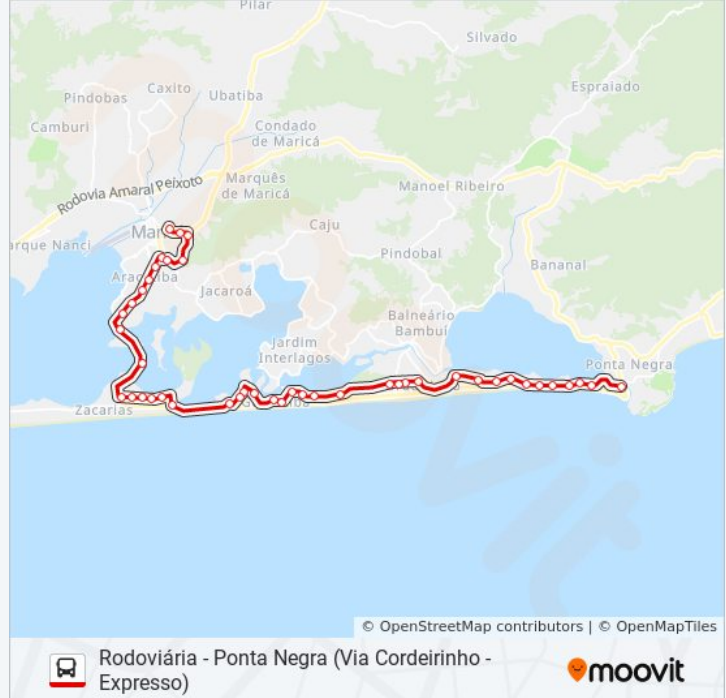 Pilar
Silvado
Caxito
Pindobas
Ubatiba
Espraiado
Camburi
Condado
de Maricá
Rodovia Amaral Peixoto
Marquês
de Maricá
Manoel Ribeiro
arque Nanci
Caju
Pindobal
Bananal
Jacaroá
Balneário
Bambuí
Jardim
Interlagos
Ponta Negra
Zacarias
© OpenStreetMap contributors | © OpenMapTiles
Rodoviária - Ponta Negra (Via Cordeirinho -
Expresso)
moovit